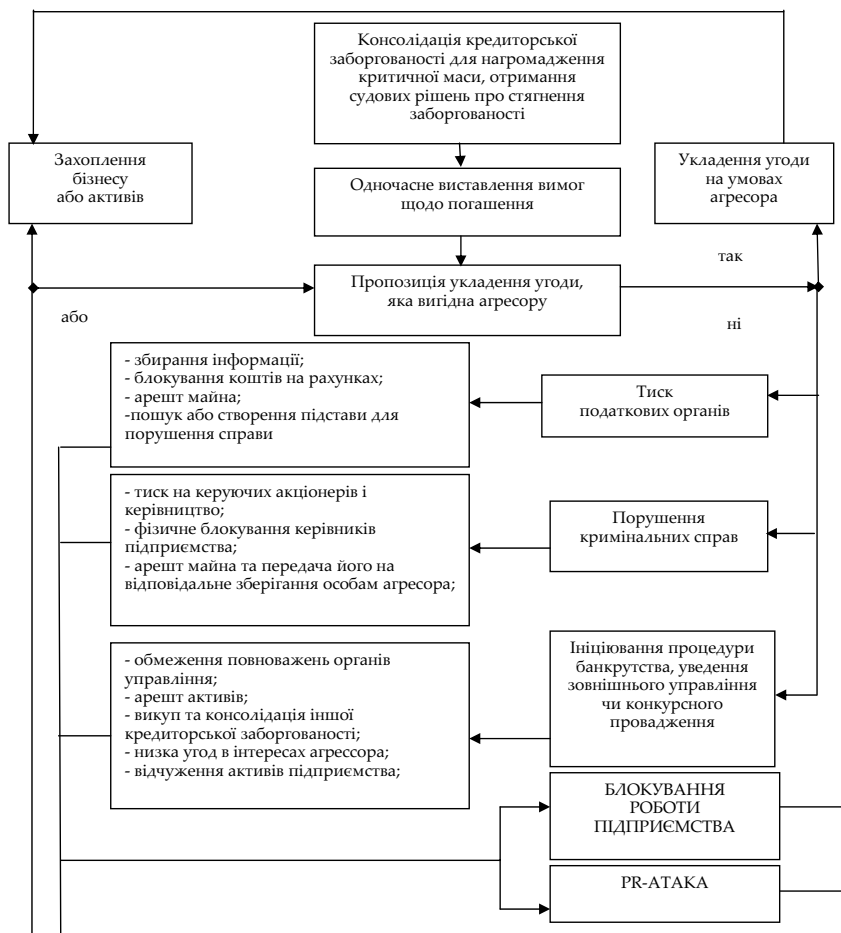 Консолідація кредиторської
заборгованості для нагромадження
критичної маси, отримання
судових рішень про стягнення
заборгованості
Захоплення
бізнесу
або активів
Укладення угоди
на умовах
агресора
Одночасне виставлення вимог
щодо погашення
так
Пропозиція укладення угоди,
яка вигідна агресору
або
ні
- збирання інформації;
- блокування коштів на рахунках;
- арешт майна;
-пошук або створення підстави для
порушення справи
Тиск
податкових органів
- тиск на керуючих акціонерів і
керівництво;
- фізичне блокування керівників
підприємства;
- арешт майна та передача його на
відповідальне зберігання особам агресора;
Порушення
кримінальних справ
- обмеження повноважень органів
управління;
- арешт активів;
- викуп та консолідація іншої
кредиторської заборгованості;
- низка угод в інтересах агрессора;
- відчуження активів підприємства;
Ініціювання процедури
банкрутства, уведення
зовнішнього управління
чи конкурсного
провадження
БЛОКУВАННЯ
РОБОТИ
ПІДПРИЄМСТВА
PR-АТАКА